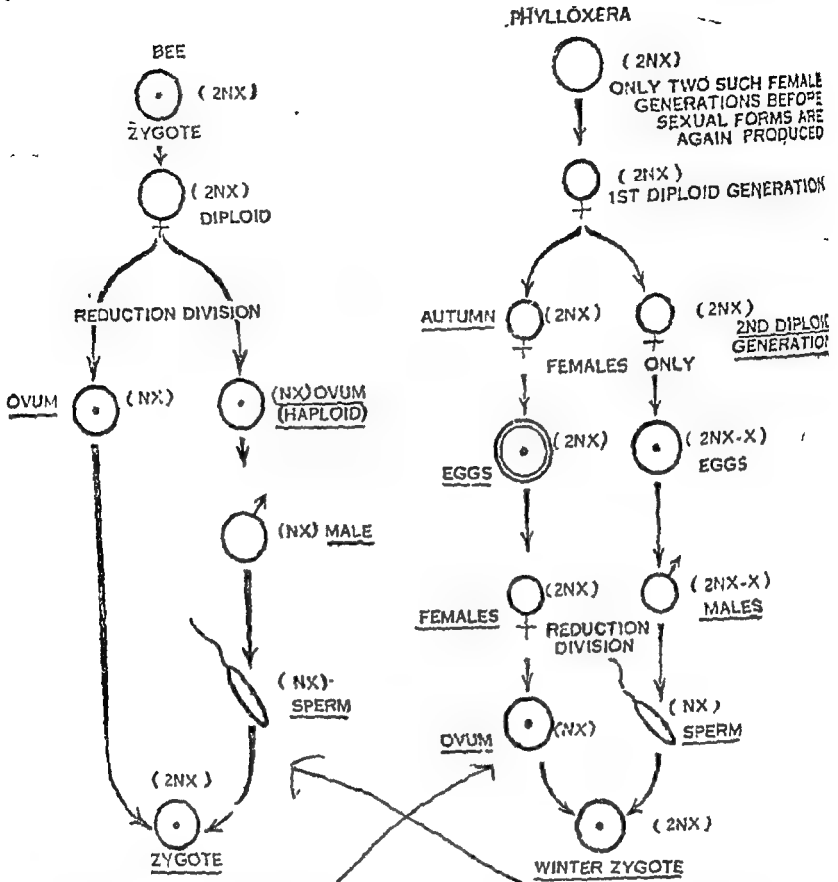 BEE
(2NX)
ZYGOTE
(2NX)
DIPLOID
REDUCTION DIVISION
OVUM
(NX)
(NX) OVUM
(HAPLOID)
(NX) MALE
(NX)-
SPERM
(2NX)
ZYGOTE
PHYLLOXERA
(2NX)
ONLY TWO SUCH FEMALE
GENERATIONS BEFORE
SEXUAL FORMS ARE
AGAIN PRODUCED
(2NX)
1ST DIPLOID GENERATION
AUTUMN
(2NX)
(2NX)
2ND DIPLOID
GENERATION
FEMALES ONLY
(2NX)
EGGS
(2NX-X)
EGGS
(2NX)
FEMALES
(2NX-X)
MALES
REDUCTION
DIVISION
OVUM
(NX)
(NX)
SPERM
(2NX)
WINTER ZYGOTE